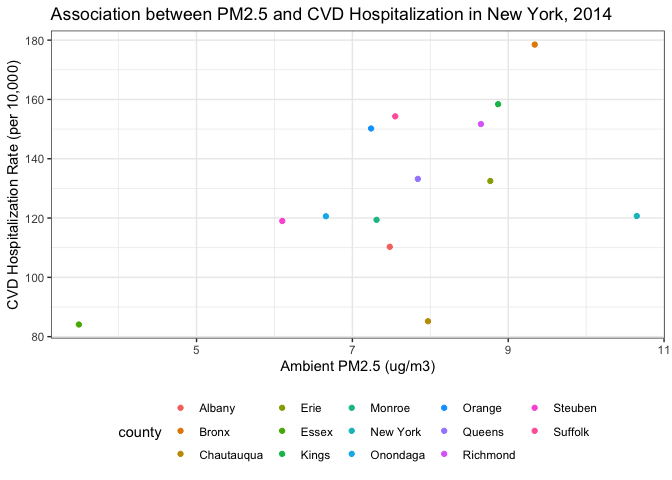 Association between PM2.5 and CVD Hospitalization in New York, 2014
CVD Hospitalization Rate (per 10,000)
180
160
140
120
100
80
5 7 9 11
Ambient PM2.5 (ug/m3)
county
Albany Erie Monroe Orange Steuben
Bronx Essex New York Queens Suffolk
Chautauqua Kings Onondaga Richmond